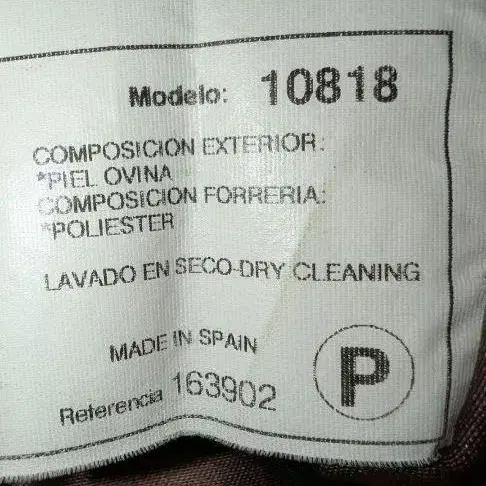 Modelo: 10818
COMPOSICION EXTERIOR:
*PIEL OVINA
COMPOSICION FORRERIA:
*POLIESTER
LAVADO EN SECO-DRY CLEANING
MADE IN SPAIN
P
Referencia 163902